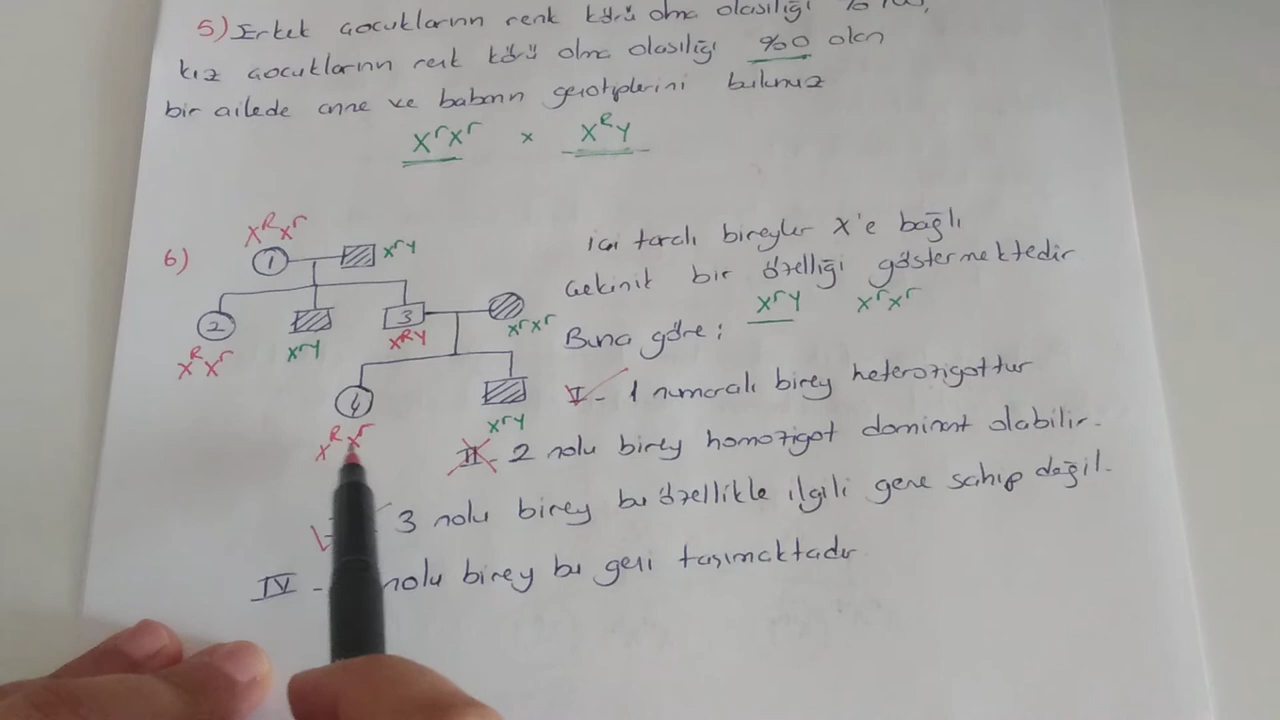 5) Erkek çocuklarının renk körü olma olasılığı
kız çocuklarının renk körü olma olasılığı %0 olan
bir ailede anne ve babanın genotiplerini bulunuz
XʳXʳ × XᴿY
6)
XᴿXʳ
1
XʳY
2
XᴿXʳ
XʳY
3
XᴿY
XʳXʳ
4
XᴿXʳ
XʳY
içi taralı bireyler X'e bağlı
çekinik bir özelliği göstermektedir
XʳY XʳXʳ
Buna göre;
I - 1 numaralı birey heterozigottur
II - 2 nolu birey homozigot dominant olabilir.
3 nolu birey bu özellikle ilgili gene sahip değil.
IV - nolu birey bu geni taşımaktadır